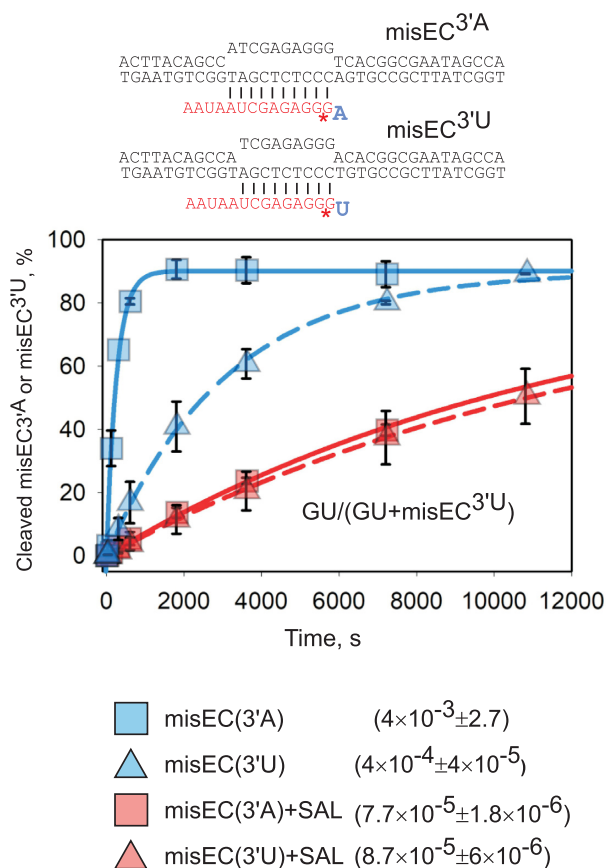 misEC3'A
ATCGAGAGGG
ACTTACAGCC TCACGGCGAATAGCCA
TGAATGTCGGTAGCTCTCCCAGTGCCGCTTATCGGT
AAUAAUCGAGAGGGA
*
misEC3'U
TCGAGAGGG
ACTTACAGCCA ACACGGCGAATAGCCA
TGAATGTCGGTAGCTCTCCCTGTGCCGCTTATCGGT
AAUAAUCGAGAGGGU
*
Cleaved misEC3'A or misEC3'U, %
100
80
60
40
20
0
GU/(GU+misEC3'U)
0 2000 4000 6000 8000 10000 12000
Time, s
misEC(3'A) (4×10-3±2.7)
misEC(3'U) (4×10-4±4×10-5)
misEC(3'A)+SAL (7.7×10-5±1.8×10-6)
misEC(3'U)+SAL (8.7×10-5±6×10-6)